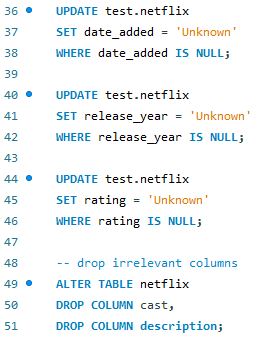 36 UPDATE test.netflix
37 SET date_added = 'Unknown'
38 WHERE date_added IS NULL;
39
40 UPDATE test.netflix
41 SET release_year = 'Unknown'
42 WHERE release_year IS NULL;
43
44 UPDATE test.netflix
45 SET rating = 'Unknown'
46 WHERE rating IS NULL;
47
48 -- drop irrelevant columns
49 ALTER TABLE netflix
50 DROP COLUMN cast,
51 DROP COLUMN description;